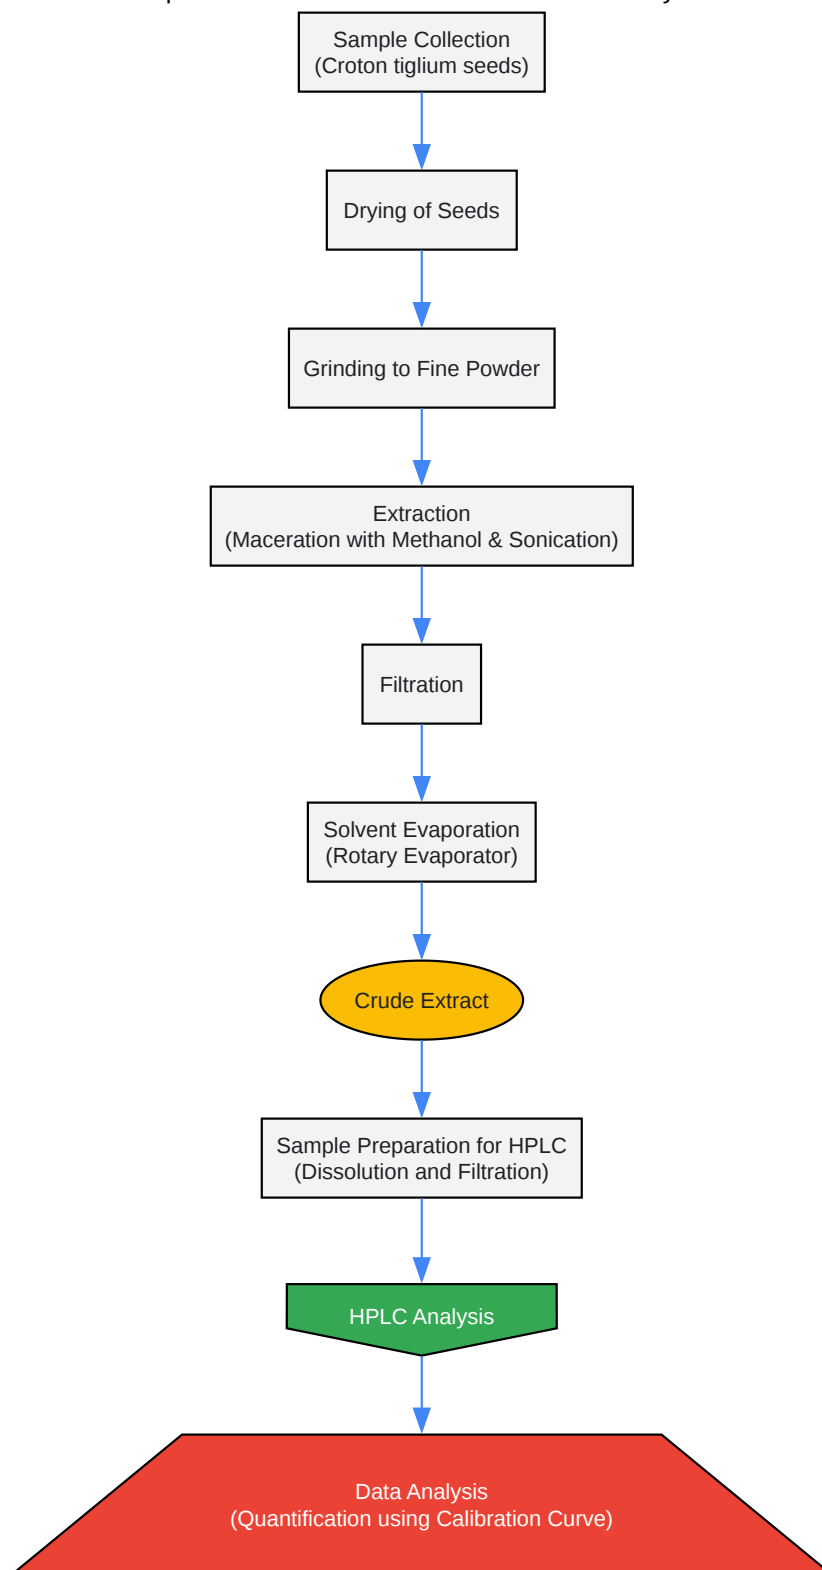 Sample Collection
(Croton tiglium seeds)
Drying of Seeds
Grinding to Fine Powder
Extraction
(Maceration with Methanol & Sonication)
Filtration
Solvent Evaporation
(Rotary Evaporator)
Crude Extract
Sample Preparation for HPLC
(Dissolution and Filtration)
HPLC Analysis
Data Analysis
(Quantification using Calibration Curve)